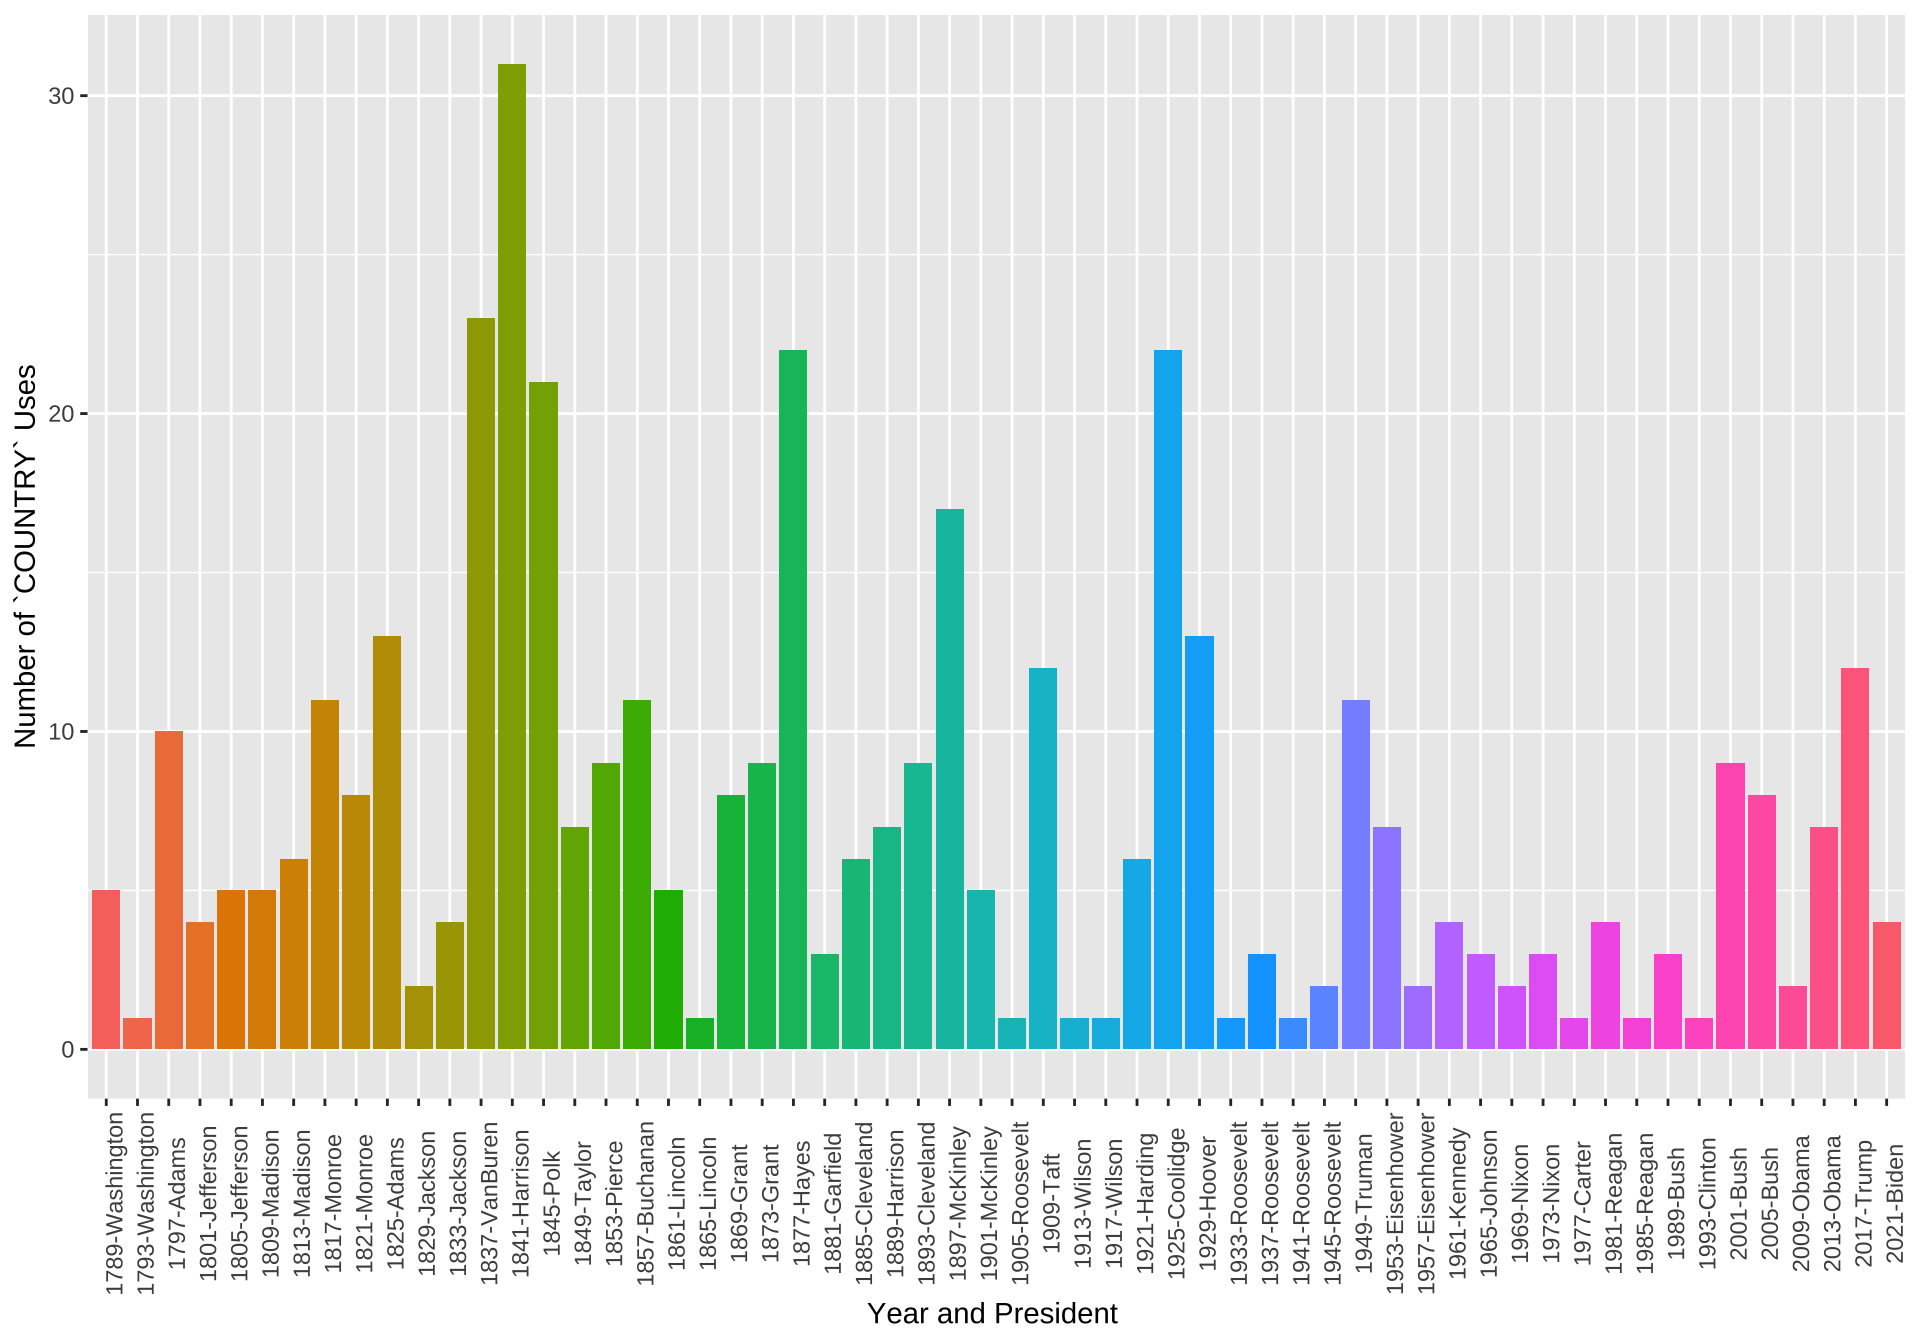 30
20
10
0
Number of `COUNTRY` Uses
1789-Washington
1793-Washington
1797-Adams
1801-Jefferson
1805-Jefferson
1809-Madison
1813-Madison
1817-Monroe
1821-Monroe
1825-Adams
1829-Jackson
1833-Jackson
1837-VanBuren
1841-Harrison
1845-Polk
1849-Taylor
1853-Pierce
1857-Buchanan
1861-Lincoln
1865-Lincoln
1869-Grant
1873-Grant
1877-Hayes
1881-Garfield
1885-Cleveland
1889-Harrison
1893-Cleveland
1897-McKinley
1901-McKinley
1905-Roosevelt
1909-Taft
1913-Wilson
1917-Wilson
1921-Harding
1925-Coolidge
1929-Hoover
1933-Roosevelt
1937-Roosevelt
1941-Roosevelt
1945-Roosevelt
1949-Truman
1953-Eisenhower
1957-Eisenhower
1961-Kennedy
1965-Johnson
1969-Nixon
1973-Nixon
1977-Carter
1981-Reagan
1985-Reagan
1989-Bush
1993-Clinton
2001-Bush
2005-Bush
2009-Obama
2013-Obama
2017-Trump
2021-Biden
Year and President